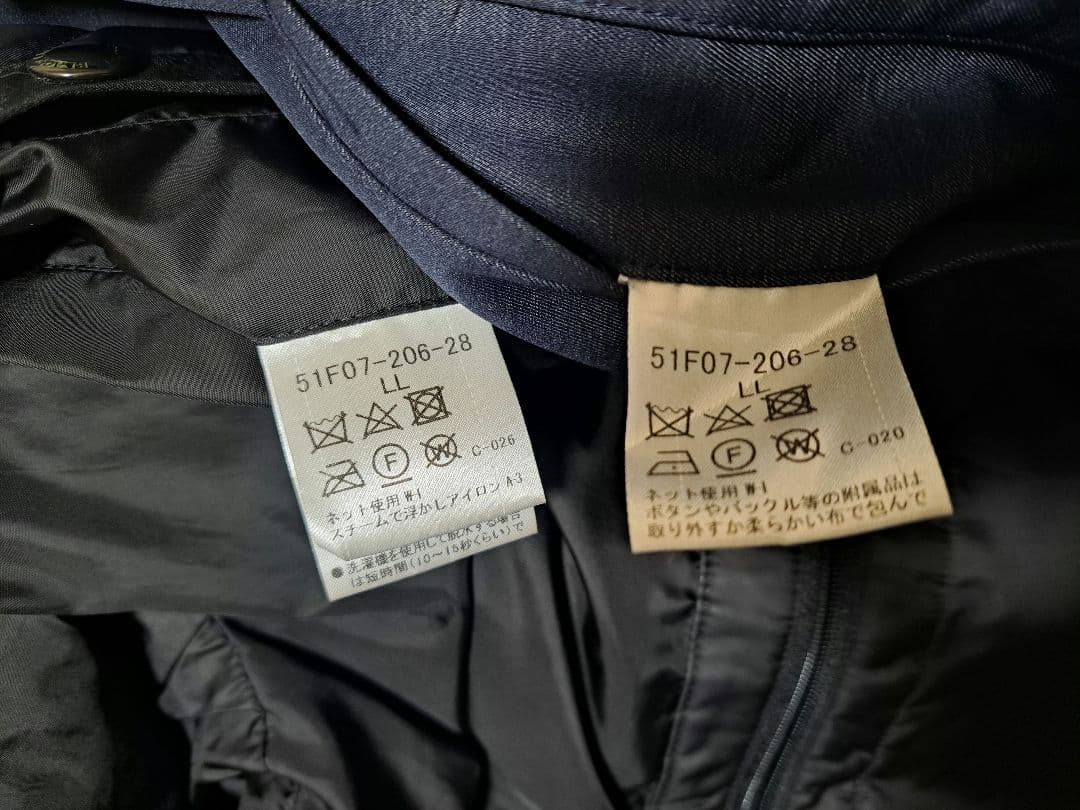 51F07-206-28
LL
F W C-026
ネット使用 W-I
スチームで浮かしアイロン A-3
●洗濯機を使用して脱水する場合
は短時間(10～15秒くらい)で
51F07-206-28
LL
F W C-020
ネット使用 W-I
ボタンやバックル等の附属品は
取り外すか柔らかい布で包んで